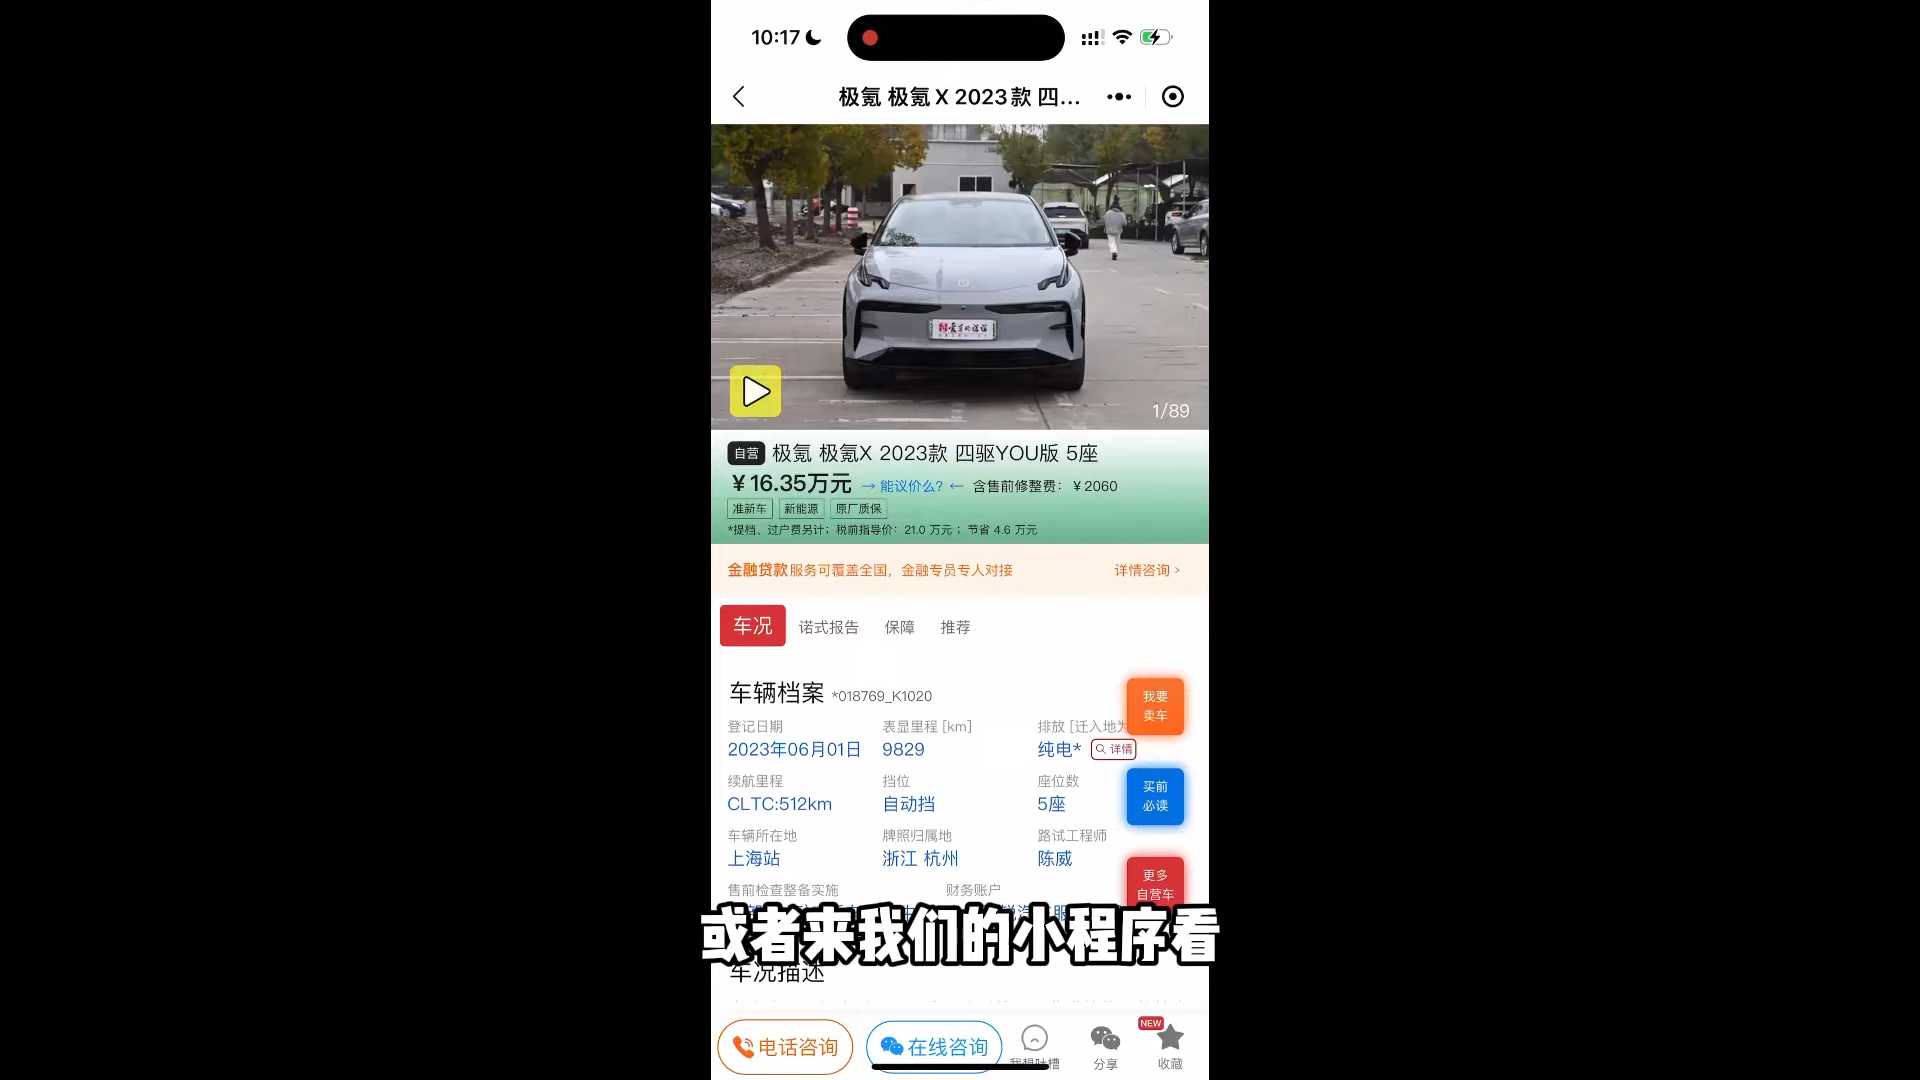 10:17
极氪 极氪X 2023款 四...
爱车的诺诺
1/89
自营 极氪 极氪X 2023款 四驱YOU版 5座
¥16.35万元 →能议价么?← 含售前修整费：¥2060
准新车 新能源 原厂质保
*提档、过户费另计；税前指导价：21.0 万元；节省 4.6 万元
金融贷款服务可覆盖全国，金融专员专人对接 详情咨询 >
车况 诺式报告 保障 推荐
车辆档案 *018769_K1020
我要
卖车
登记日期 表显里程 [km] 排放 [迁入地为
2023年06月01日 9829 纯电* 详情
续航里程 挡位 座位数
CLTC:512km 自动挡 5座
买前
必读
车辆所在地 牌照归属地 路试工程师
上海站 浙江 杭州 陈威
更多
自营车
售前检查整备实施 财务账户
或者来我们的小程序看
车况描述
电话咨询 在线咨询 我想吐槽 分享 NEW 收藏